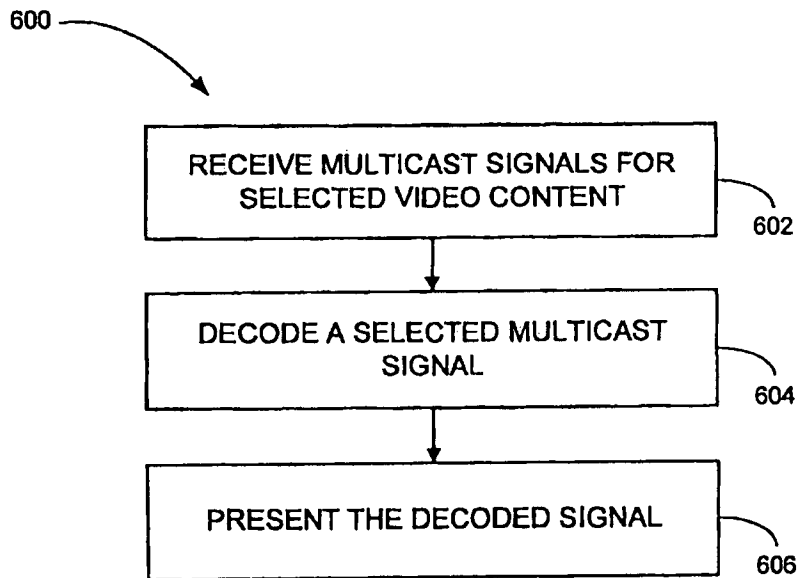 600
RECEIVE MULTICAST SIGNALS FOR
SELECTED VIDEO CONTENT
602
DECODE A SELECTED MULTICAST
SIGNAL
604
PRESENT THE DECODED SIGNAL
606